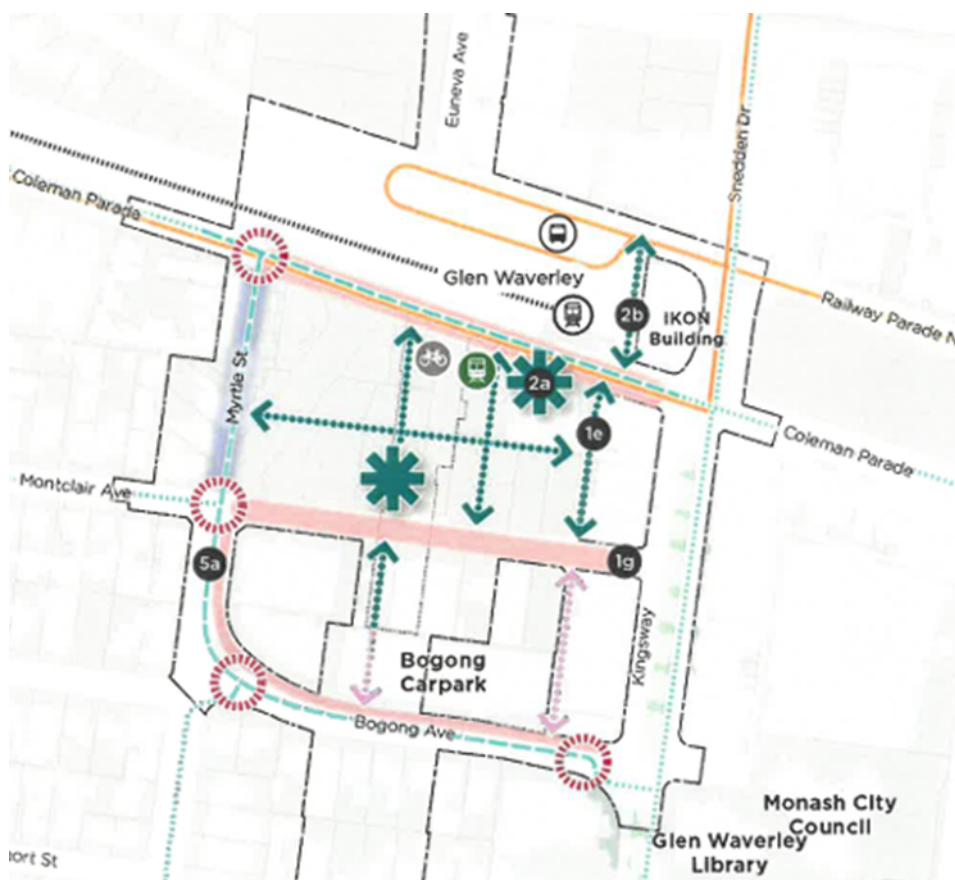 Euneva Ave
Snedden Dr
Coleman Parade
Glen Waverley
2b
IKON
Building
Railway Parade N
2a
Myrtle St
1e
Coleman Parade
Montclair Ave
5a
1g
Kingsway
Bogong
Carpark
Bogong Ave
Monash City
Council
Glen Waverley
Library
ort St